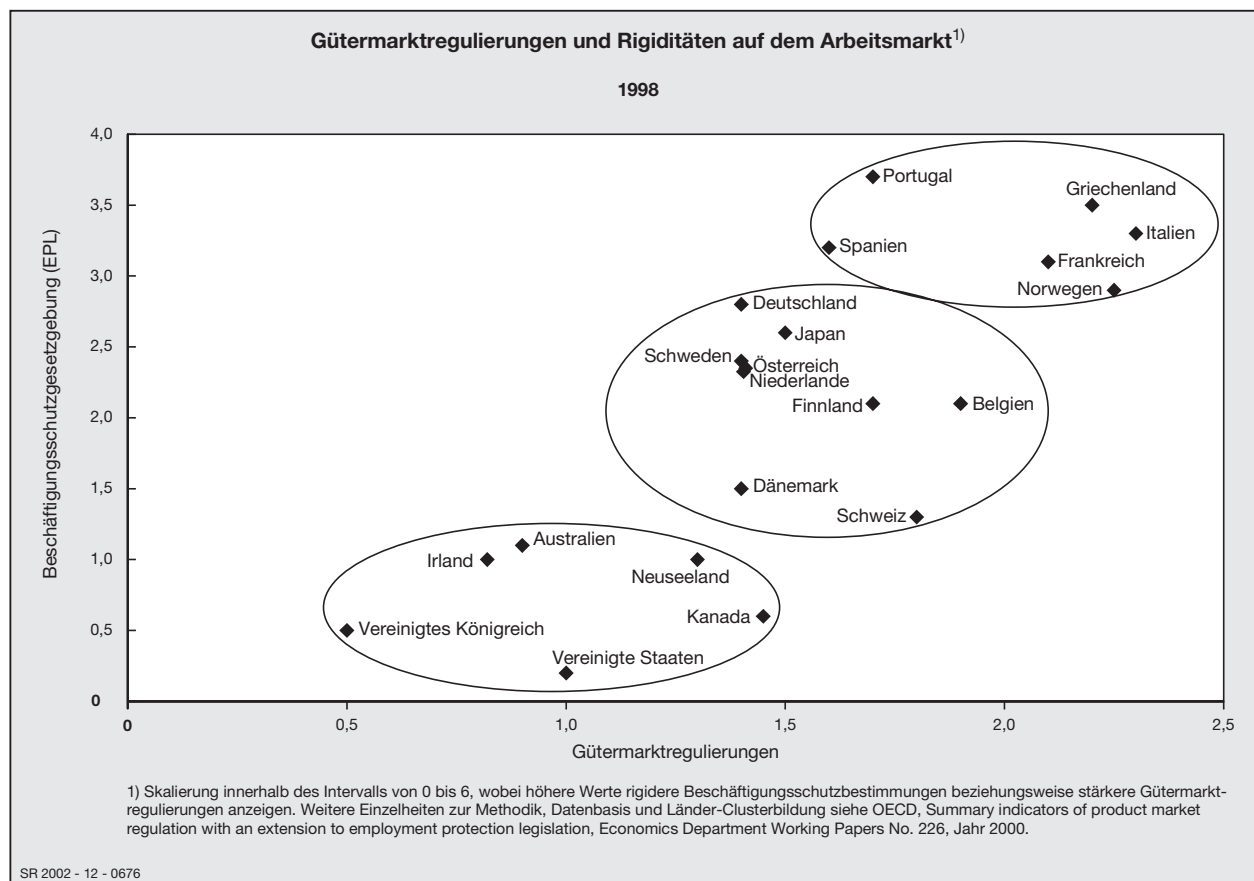 Gütermarktregulierungen und Rigiditäten auf dem Arbeitsmarkt1)
1998
Beschäftigungsschutzgesetzgebung (EPL)
4,0
3,5
3,0
2,5
2,0
1,5
1,0
0,5
0
Portugal
Griechenland
Italien
Spanien
Frankreich
Norwegen
Deutschland
Japan
Schweden
Österreich
Niederlande
Finnland
Belgien
Dänemark
Schweiz
Australien
Irland
Neuseeland
Kanada
Vereinigtes Königreich
Vereinigte Staaten
0
0,5
1,0
1,5
2,0
2,5
Gütermarktregulierungen
1) Skalierung innerhalb des Intervalls von 0 bis 6, wobei höhere Werte rigidere Beschäftigungsschutzbestimmungen beziehungsweise stärkere Gütermarkt-
regulierungen anzeigen. Weitere Einzelheiten zur Methodik, Datenbasis und Länder-Clusterbildung siehe OECD, Summary indicators of product market
regulation with an extension to employment protection legislation, Economics Department Working Papers No. 226, Jahr 2000.
SR 2002 - 12 - 0676